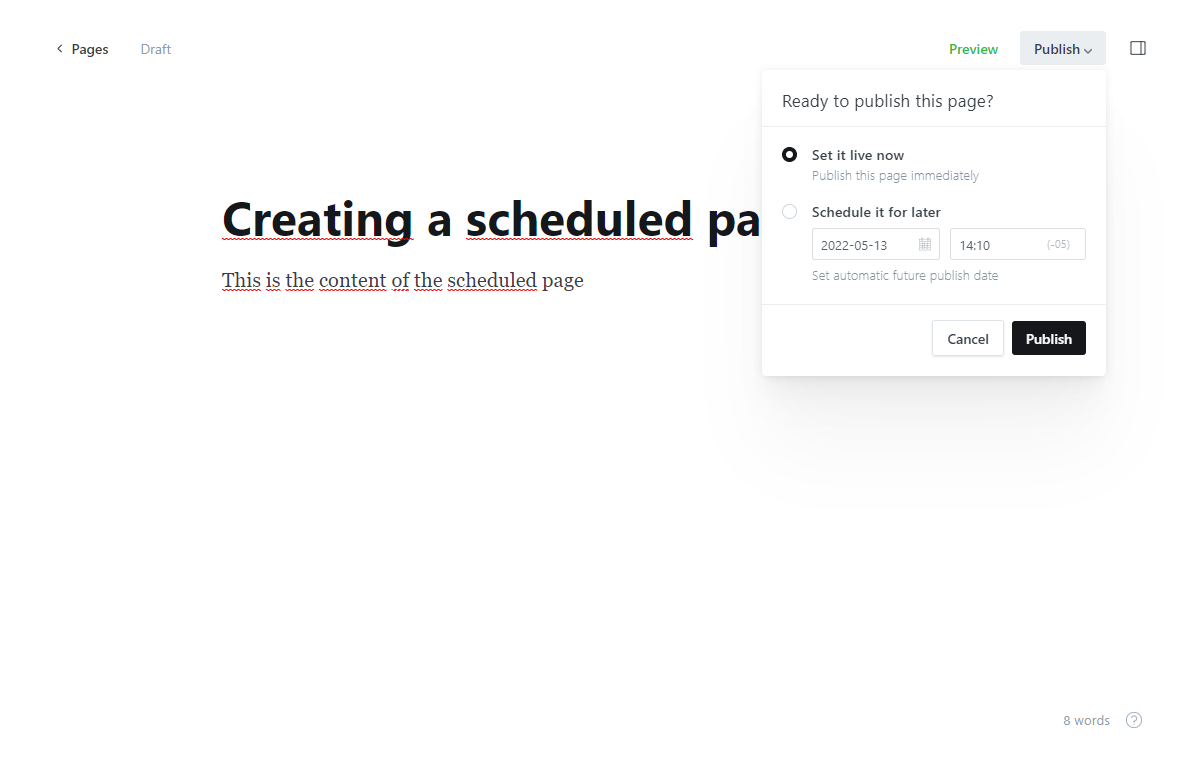 Pages Draft Preview Publish
Ready to publish this page?
Set it live now
Publish this page immediately
Schedule it for later
2022-05-13 14:10 (-05)
Set automatic future publish date
Cancel Publish
Creating a scheduled pa
This is the content of the scheduled page
8 words ?